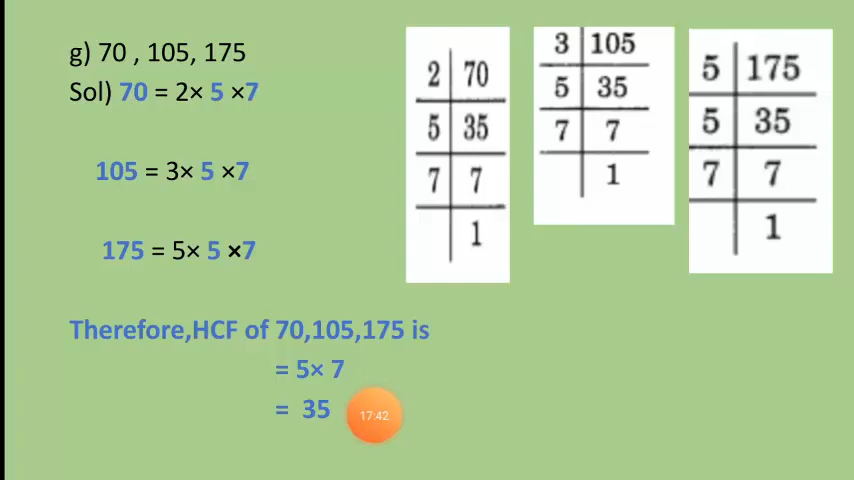 g) 70 , 105, 175
Sol) 70 = 2× 5 ×7
105 = 3× 5 ×7
175 = 5× 5 ×7
Therefore,HCF of 70,105,175 is
= 5× 7
= 35
17:42
2 70
5 35
7 7
1
3 105
5 35
7 7
1
5 175
5 35
7 7
1